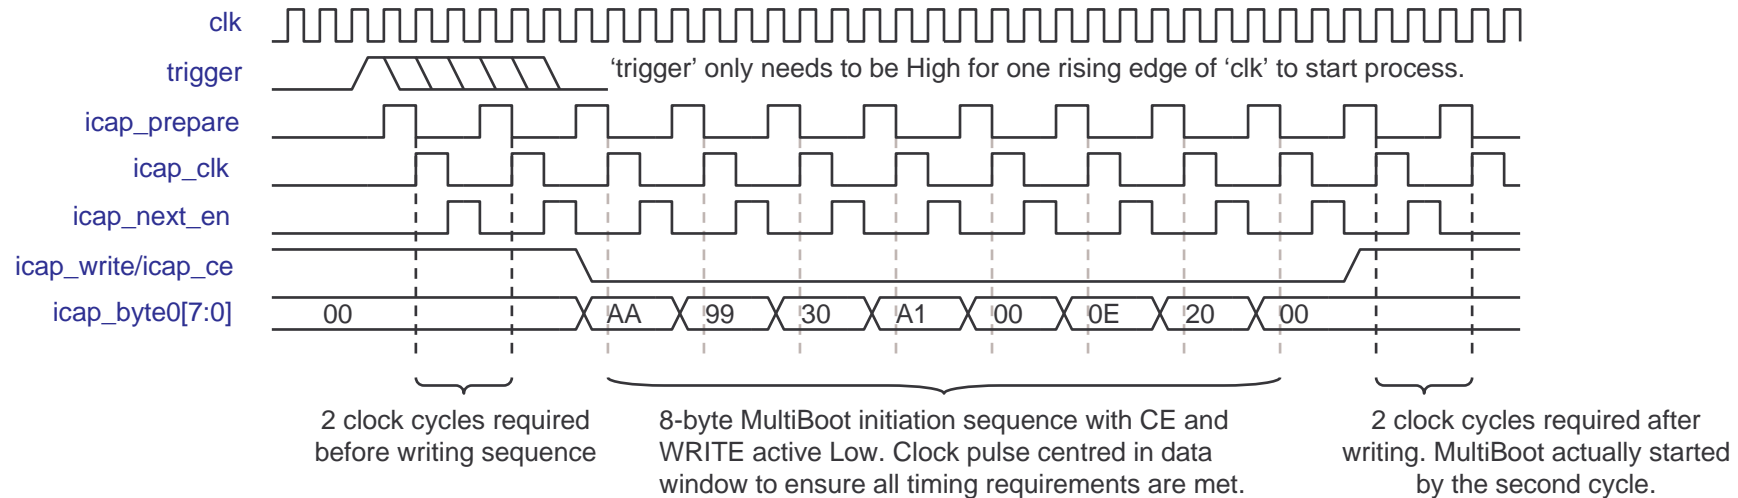 clk
trigger
‘trigger’ only needs to be High for one rising edge of ‘clk’ to start process.
icap_prepare
icap_clk
icap_next_en
icap_write/icap_ce
icap_byte0[7:0]
00 AA 99 30 A1 00 0E 20 00
2 clock cycles required
before writing sequence
8-byte MultiBoot initiation sequence with CE and
WRITE active Low. Clock pulse centred in data
window to ensure all timing requirements are met.
2 clock cycles required after
writing. MultiBoot actually started
by the second cycle.